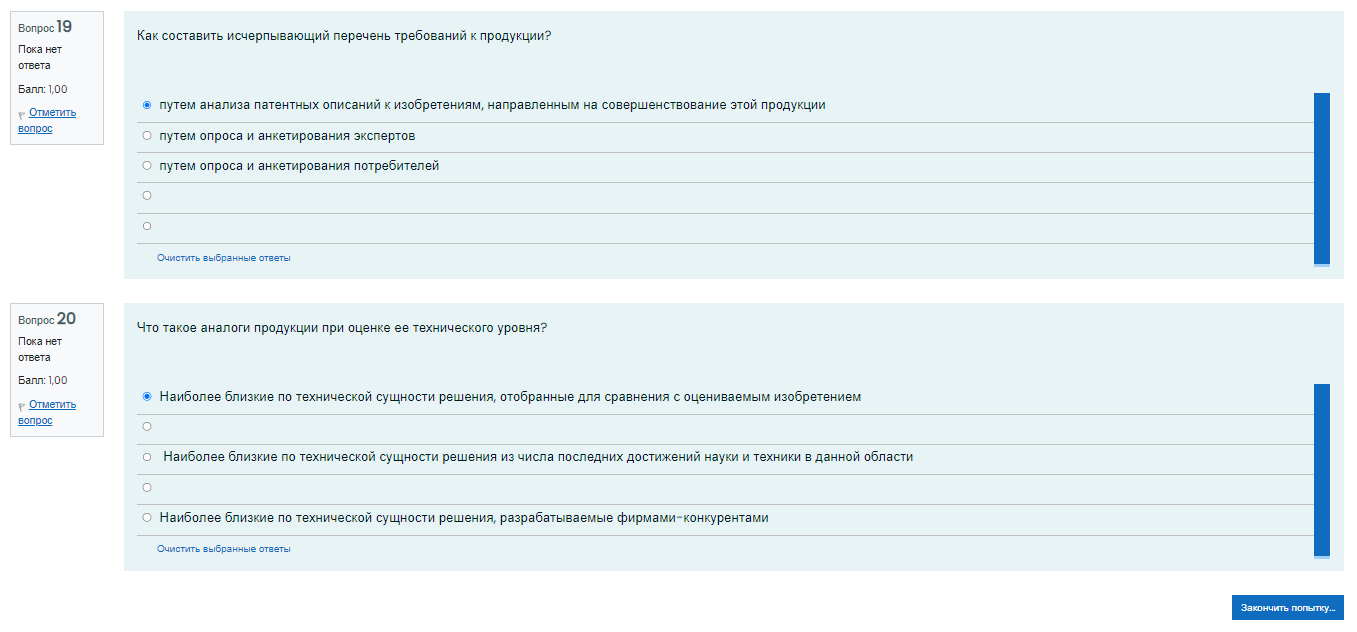 Вопрос 19
Пока нет
ответа
Балл: 1,00
Отметить
вопрос
Как составить исчерпывающий перечень требований к продукции?
путем анализа патентных описаний к изобретениям, направленным на совершенствование этой продукции
путем опроса и анкетирования экспертов
путем опроса и анкетирования потребителей
Очистить выбранные ответы
Вопрос 20
Пока нет
ответа
Балл: 1,00
Отметить
вопрос
Что такое аналоги продукции при оценке ее технического уровня?
Наиболее близкие по технической сущности решения, отобранные для сравнения с оцениваемым изобретением
Наиболее близкие по технической сущности решения из числа последних достижений науки и техники в данной области
Наиболее близкие по технической сущности решения, разрабатываемые фирмами-конкурентами
Очистить выбранные ответы
Закончить попытку...